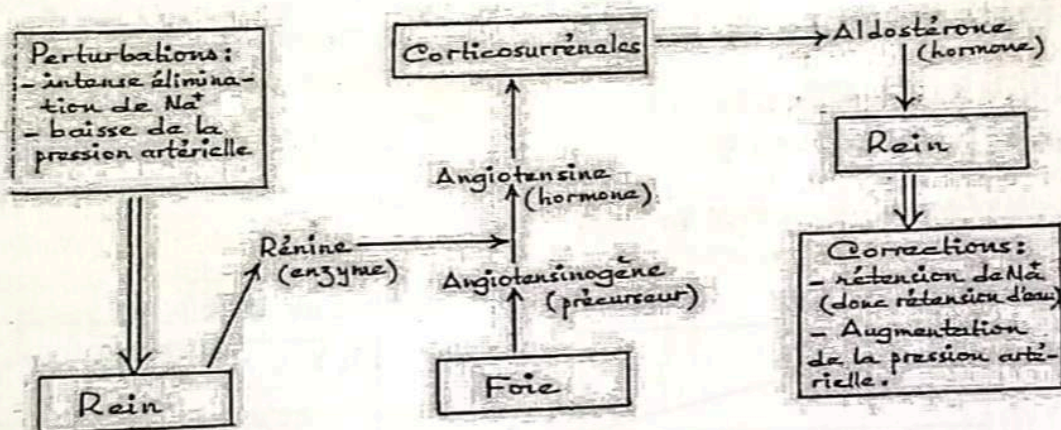 Perturbations :
- intense élimina-
tion de Na+
- baisse de la
pression artérielle
Rein
Rénine
(enzyme)
Corticosurrénales
Angiotensine
(hormone)
Angiotensinogène
(précurseur)
Foie
Aldostérone
(hormone)
Rein
Corrections :
- rétension de Na+
(donc rétension d'eau)
- Augmentation
de la pression arté-
rielle.